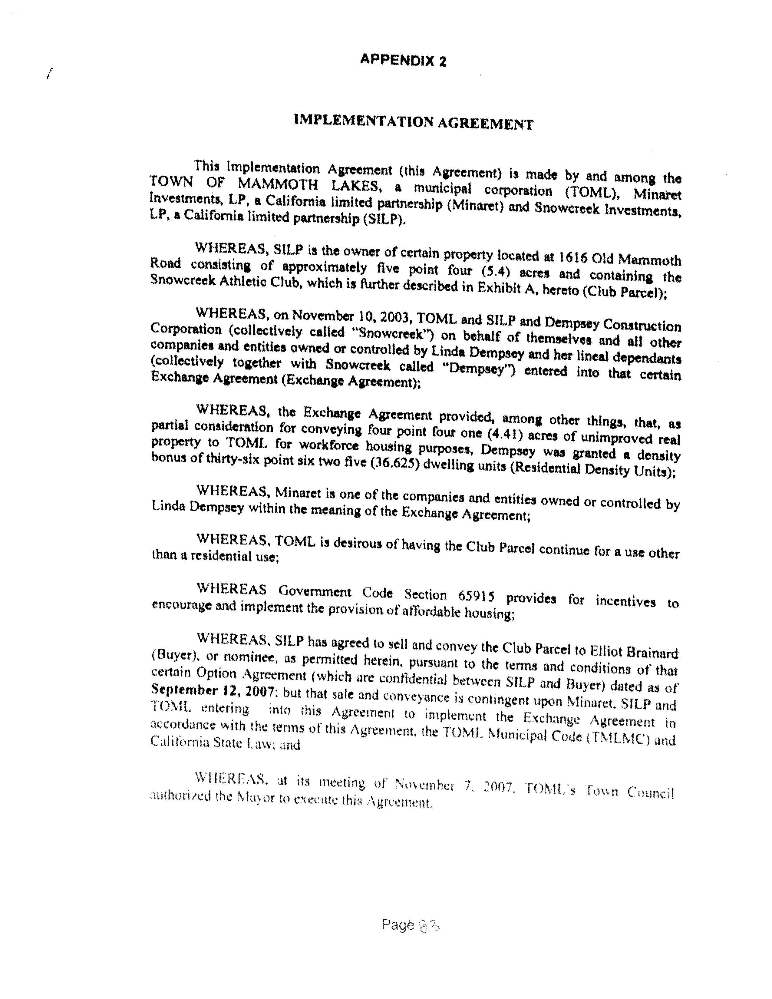 APPENDIX 2
IMPLEMENTATION AGREEMENT
This Implementation Agreement (this Agreement) is made by and among the
TOWN OF MAMMOTH LAKES, a municipal corporation (TOML), Minaret
Investments, LP, a California limited partnership (Minaret) and Snowcreek Investments,
LP, a California limited partnership (SILP).
WHEREAS, SILP is the owner of certain property located at 1616 Old Mammoth
Road consisting of approximately five point four (5.4) acres and containing the
Snowcreek Athletic Club, which is further described in Exhibit A, hereto (Club Parcel);
WHEREAS, on November 10, 2003, TOML and SILP and Dempsey Construction
Corporation (collectively called “Snowcreek”) on behalf of themselves and all other
companies and entities owned or controlled by Linda Dempsey and her lineal dependants
(collectively together with Snowcreek called “Dempsey”) entered into that certain
Exchange Agreement (Exchange Agreement);
WHEREAS, the Exchange Agreement provided, among other things, that, as
partial consideration for conveying four point four one (4.41) acres of unimproved real
property to TOML for workforce housing purposes, Dempsey was granted a density
bonus of thirty-six point six two five (36.625) dwelling units (Residential Density Units);
WHEREAS, Minaret is one of the companies and entities owned or controlled by
Linda Dempsey within the meaning of the Exchange Agreement;
WHEREAS, TOML is desirous of having the Club Parcel continue for a use other
than a residential use;
WHEREAS Government Code Section 65915 provides for incentives to
encourage and implement the provision of affordable housing;
WHEREAS, SILP has agreed to sell and convey the Club Parcel to Elliot Brainard
(Buyer), or nominee, as permitted herein, pursuant to the terms and conditions of that
certain Option Agreement (which are confidential between SILP and Buyer) dated as of
September 12, 2007; but that sale and conveyance is contingent upon Minaret, SILP and
TOML entering into this Agreement to implement the Exchange Agreement in
accordance with the terms of this Agreement, the TOML Municipal Code (TMLMC) and
California State Law; and
WHEREAS, at its meeting of November 7, 2007, TOML's Town Council
authorized the Mayor to execute this Agreement.
Page 83